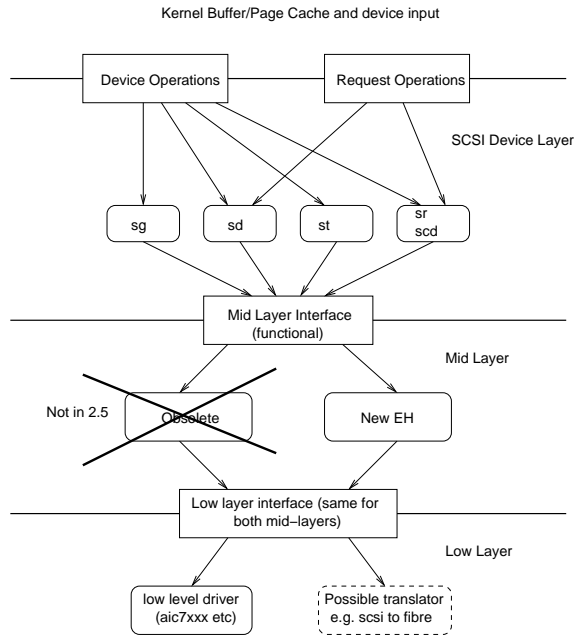 Kernel Buffer/Page Cache and device input
Device Operations
Request Operations
SCSI Device Layer
sg
sd
st
sr
scd
Mid Layer Interface
(functional)
Mid Layer
Not in 2.5
Obsolete
New EH
Low layer interface (same for
both mid−layers)
Low Layer
low level driver
(aic7xxx etc)
Possible translator
e.g. scsi to fibre